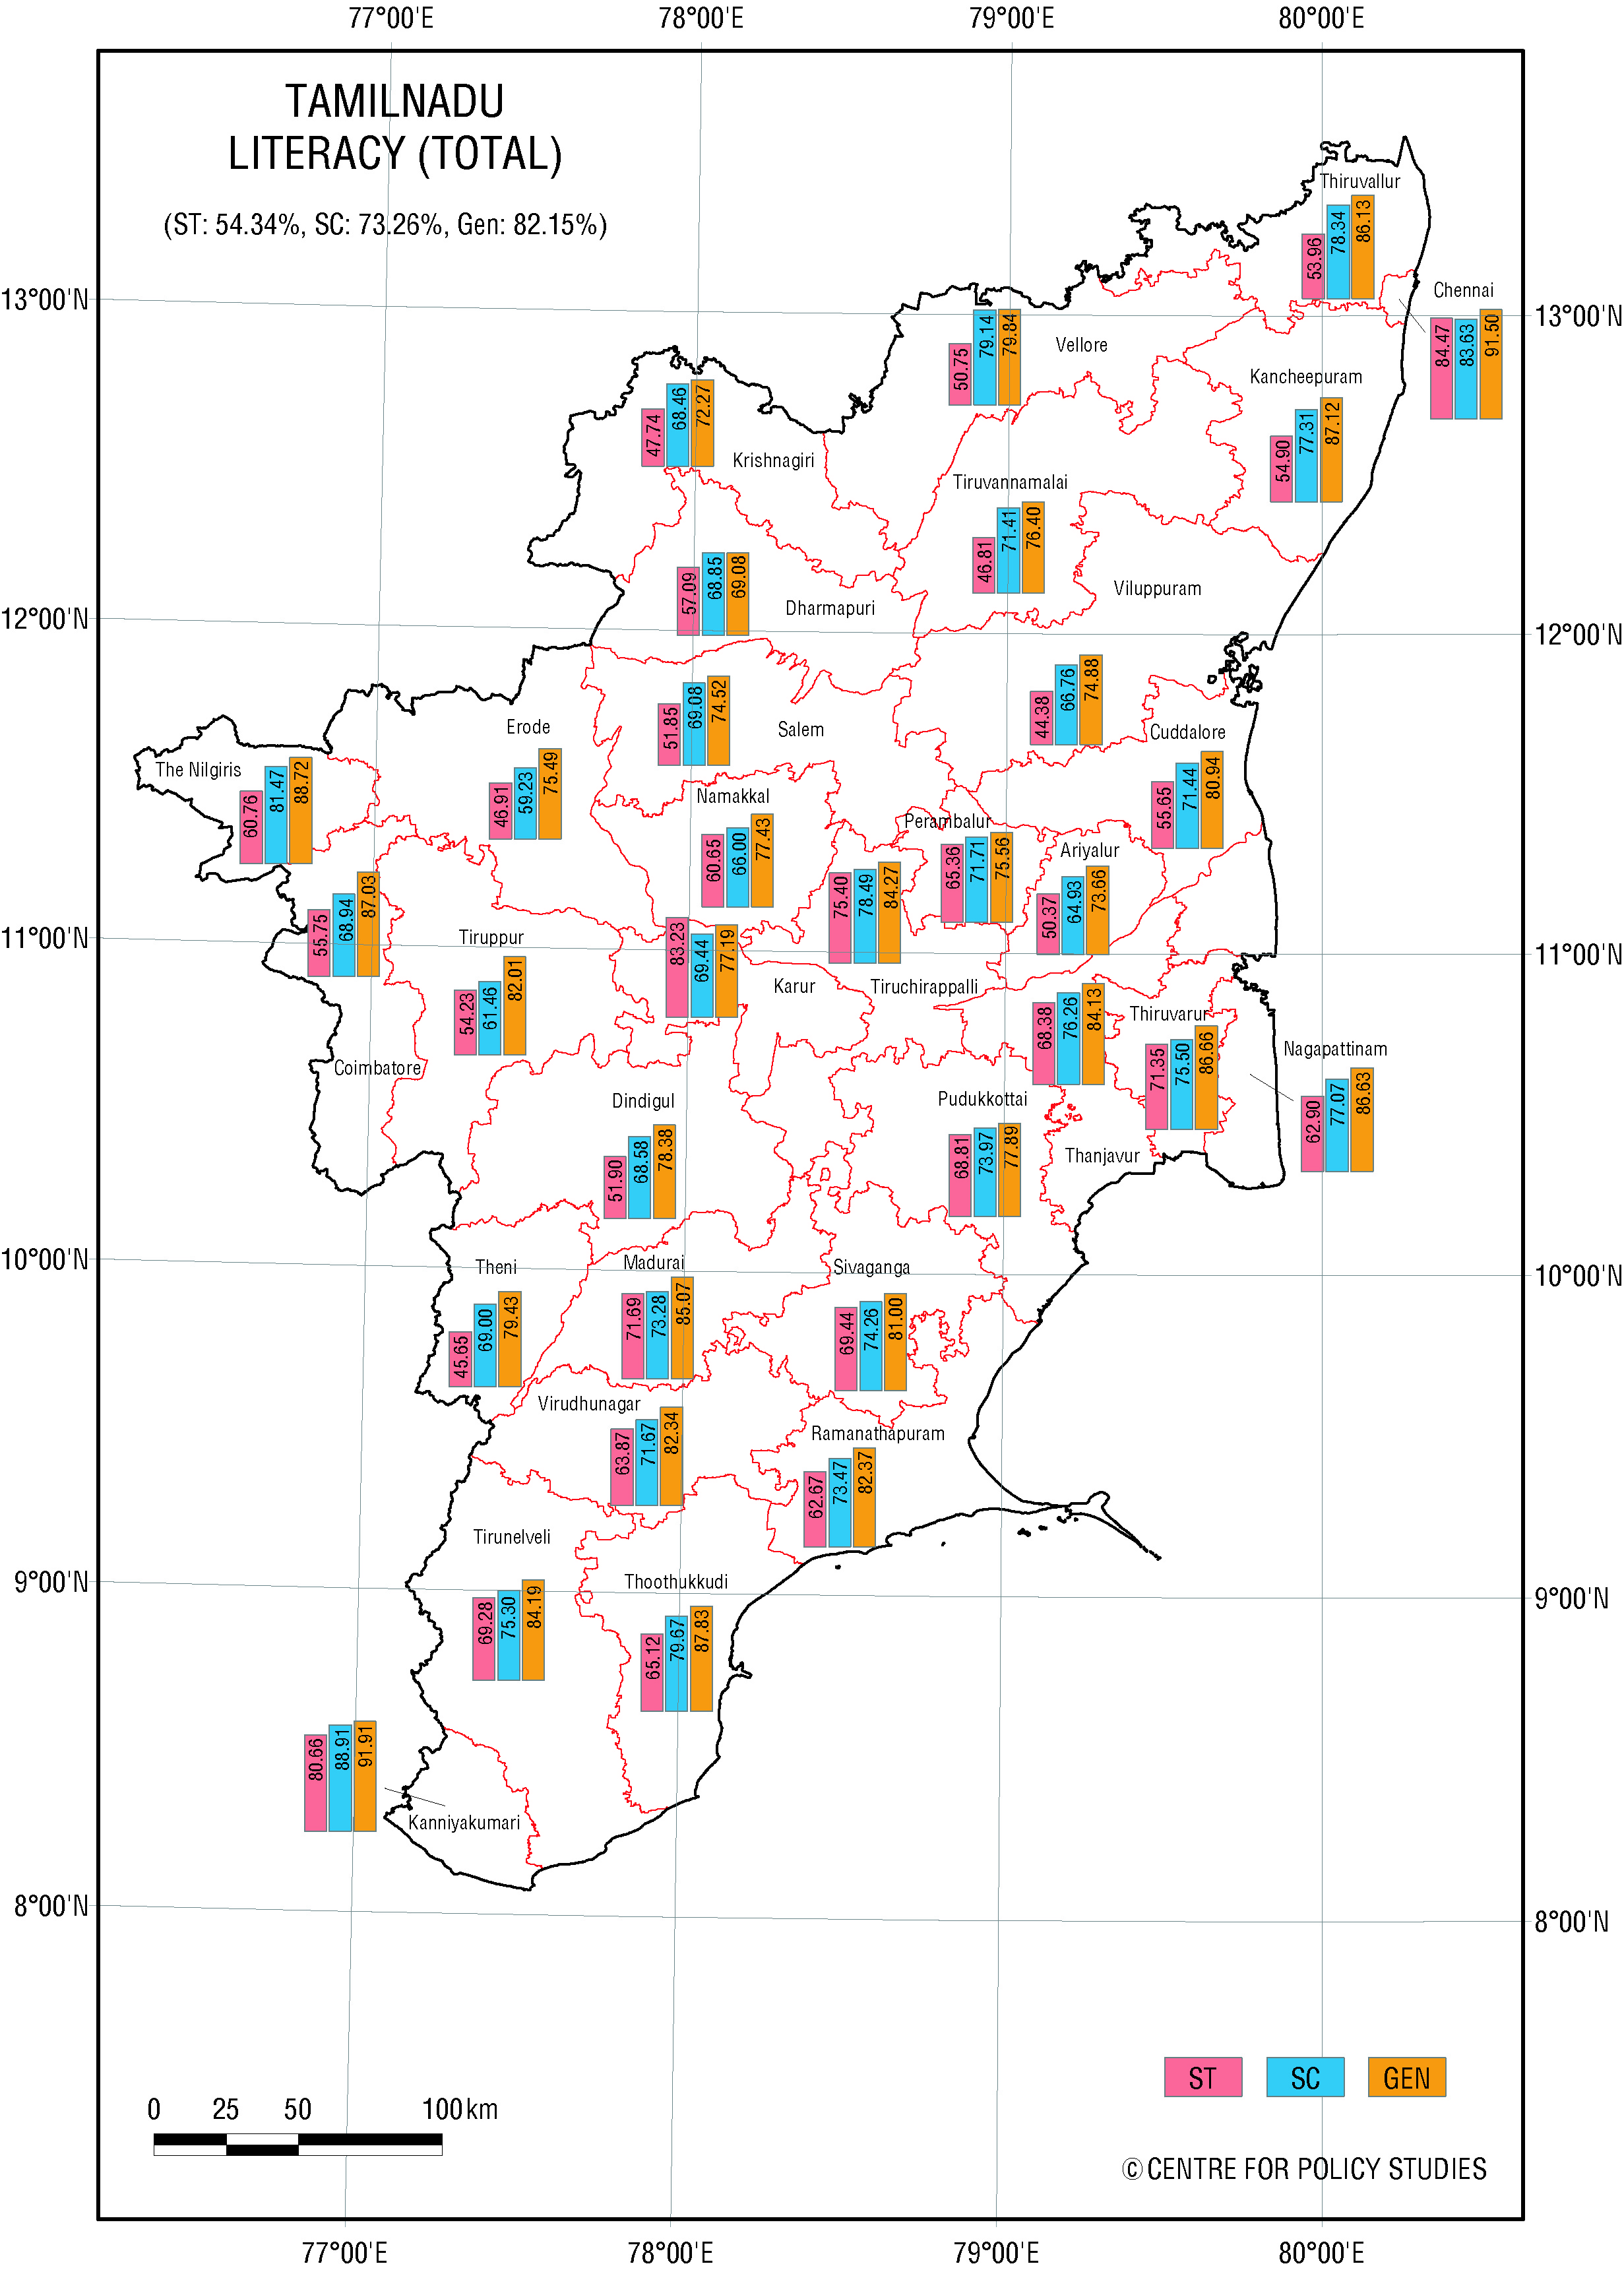 77°00'E 78°00'E 79°00'E 80°00'E
TAMILNADU
LITERACY (TOTAL)
(ST: 54.34%, SC: 73.26%, Gen: 82.15%)
Thiruvallur
53.96 78.34 86.13
13°00'N 13°00'N
Chennai
84.47 83.63 91.50
Vellore
50.75 79.14 79.84
Kancheepuram
54.90 77.31 87.12
Krishnagiri
47.74 68.46 72.27
Tiruvannamalai
46.81 71.41 76.40
Dharmapuri
57.09 68.85 69.08
Viluppuram
44.38 66.76 74.88
12°00'N 12°00'N
Salem
51.85 69.08 74.52
Erode
46.91 59.23 75.49
Cuddalore
55.65 71.44 80.94
The Nilgiris
60.76 81.47 88.72
Namakkal
60.65 66.00 77.43
Perambalur
65.36 71.71 75.56
Ariyalur
50.37 64.93 73.66
75.40 78.49 84.27
Tiruchirappalli
55.75 68.94 87.03
Coimbatore
11°00'N 11°00'N
Tiruppur
54.23 61.46 82.01
83.23 69.44 77.19
Karur
68.38 76.26 84.13
Thanjavur
Thiruvarur
71.35 75.50 86.66
Nagapattinam
62.90 77.07 86.63
Dindigul
51.90 68.58 78.38
Pudukkottai
68.81 73.97 77.89
10°00'N 10°00'N
Theni
45.65 69.00 79.43
Madurai
71.69 73.28 85.07
Sivaganga
69.44 74.26 81.00
Virudhunagar
63.87 71.67 82.34
Ramanathapuram
62.67 73.47 82.37
Tirunelveli
69.28 75.30 84.19
9°00'N 9°00'N
Thoothukkudi
65.12 79.67 87.83
80.66 88.91 91.91
Kanniyakumari
8°00'N 8°00'N
ST SC GEN
0 25 50 100 km
© CENTRE FOR POLICY STUDIES
77°00'E 78°00'E 79°00'E 80°00'E